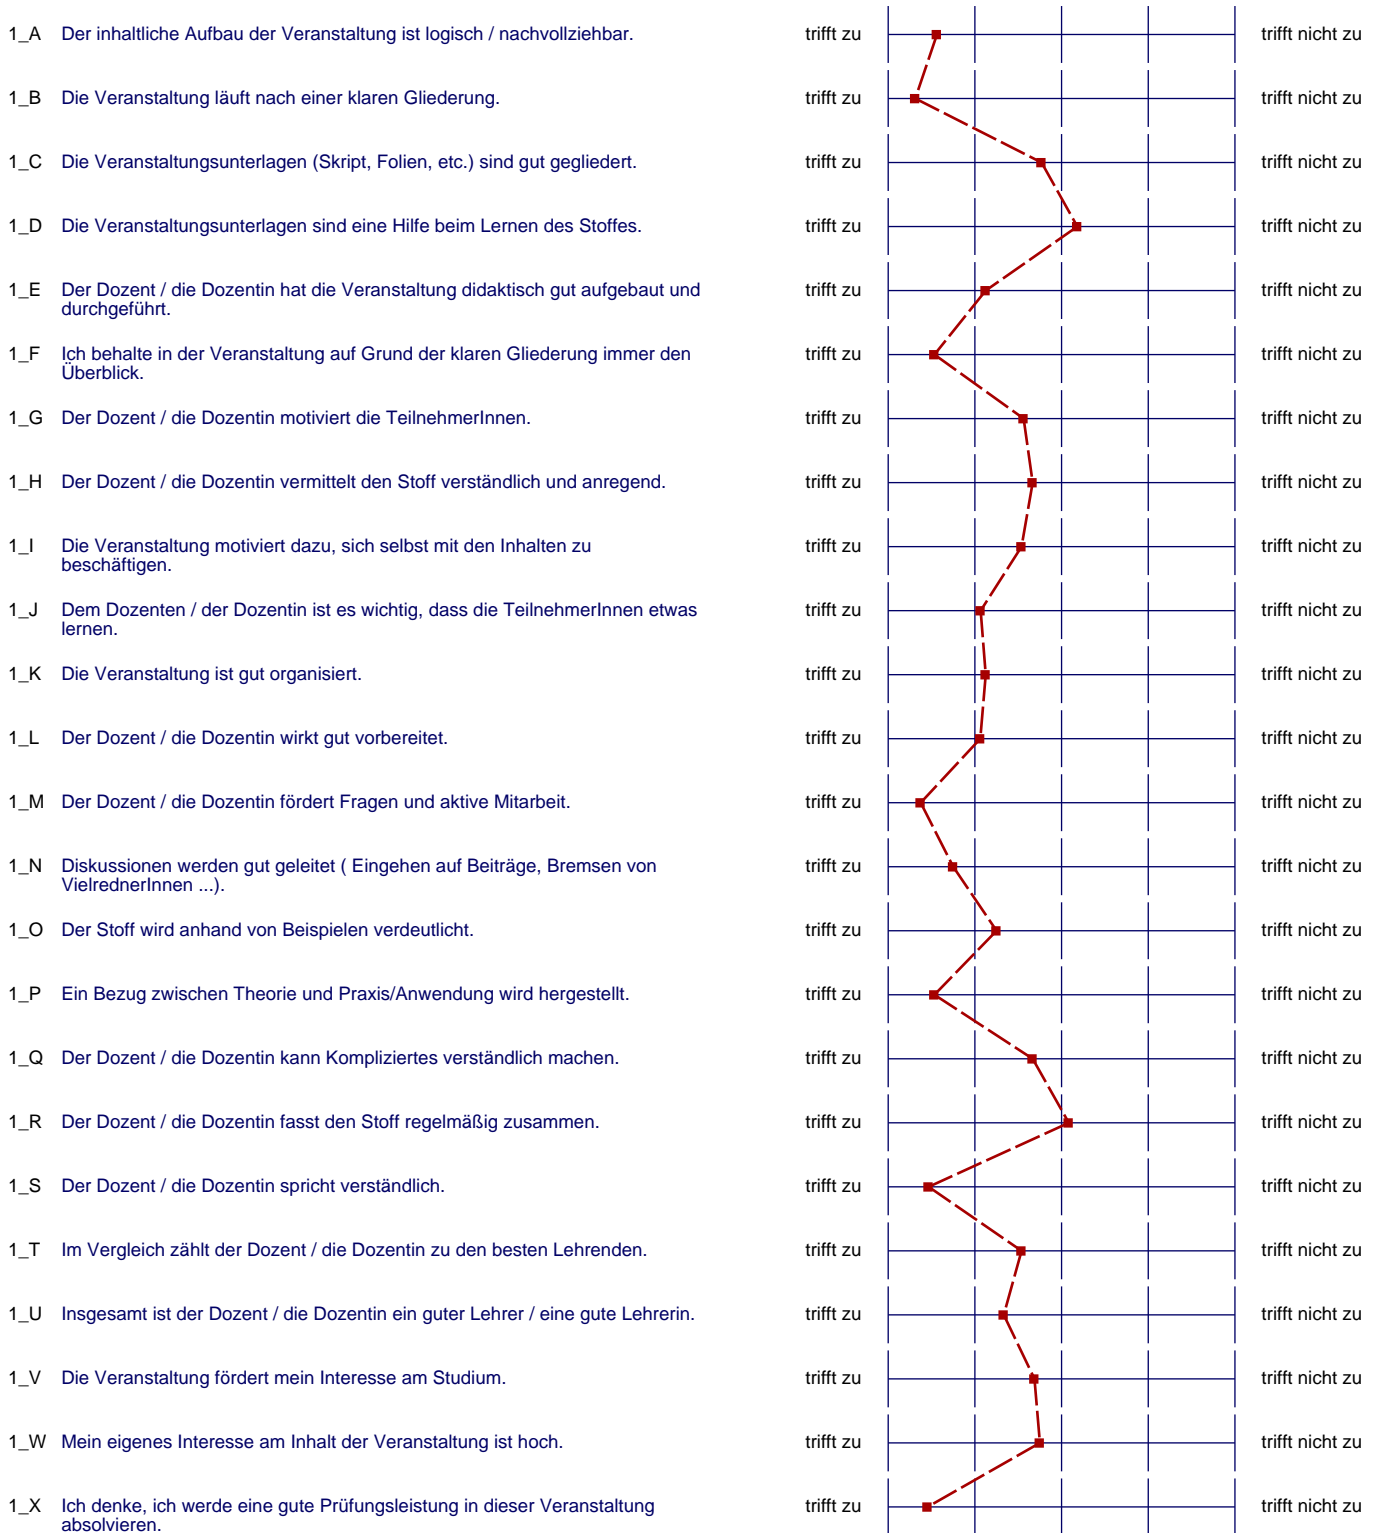 1_A Der inhaltliche Aufbau der Veranstaltung ist logisch / nachvollziehbar. trifft zu trifft nicht zu
1_B Die Veranstaltung läuft nach einer klaren Gliederung. trifft zu trifft nicht zu
1_C Die Veranstaltungsunterlagen (Skript, Folien, etc.) sind gut gegliedert. trifft zu trifft nicht zu
1_D Die Veranstaltungsunterlagen sind eine Hilfe beim Lernen des Stoffes. trifft zu trifft nicht zu
1_E Der Dozent / die Dozentin hat die Veranstaltung didaktisch gut aufgebaut und trifft zu trifft nicht zu
durchgeführt.
1_F Ich behalte in der Veranstaltung auf Grund der klaren Gliederung immer den trifft zu trifft nicht zu
Überblick.
1_G Der Dozent / die Dozentin motiviert die TeilnehmerInnen. trifft zu trifft nicht zu
1_H Der Dozent / die Dozentin vermittelt den Stoff verständlich und anregend. trifft zu trifft nicht zu
1_I Die Veranstaltung motiviert dazu, sich selbst mit den Inhalten zu trifft zu trifft nicht zu
beschäftigen.
1_J Dem Dozenten / der Dozentin ist es wichtig, dass die TeilnehmerInnen etwas trifft zu trifft nicht zu
lernen.
1_K Die Veranstaltung ist gut organisiert. trifft zu trifft nicht zu
1_L Der Dozent / die Dozentin wirkt gut vorbereitet. trifft zu trifft nicht zu
1_M Der Dozent / die Dozentin fördert Fragen und aktive Mitarbeit. trifft zu trifft nicht zu
1_N Diskussionen werden gut geleitet ( Eingehen auf Beiträge, Bremsen von trifft zu trifft nicht zu
VielrednerInnen ...).
1_O Der Stoff wird anhand von Beispielen verdeutlicht. trifft zu trifft nicht zu
1_P Ein Bezug zwischen Theorie und Praxis/Anwendung wird hergestellt. trifft zu trifft nicht zu
1_Q Der Dozent / die Dozentin kann Kompliziertes verständlich machen. trifft zu trifft nicht zu
1_R Der Dozent / die Dozentin fasst den Stoff regelmäßig zusammen. trifft zu trifft nicht zu
1_S Der Dozent / die Dozentin spricht verständlich. trifft zu trifft nicht zu
1_T Im Vergleich zählt der Dozent / die Dozentin zu den besten Lehrenden. trifft zu trifft nicht zu
1_U Insgesamt ist der Dozent / die Dozentin ein guter Lehrer / eine gute Lehrerin. trifft zu trifft nicht zu
1_V Die Veranstaltung fördert mein Interesse am Studium. trifft zu trifft nicht zu
1_W Mein eigenes Interesse am Inhalt der Veranstaltung ist hoch. trifft zu trifft nicht zu
1_X Ich denke, ich werde eine gute Prüfungsleistung in dieser Veranstaltung trifft zu trifft nicht zu
absolvieren.